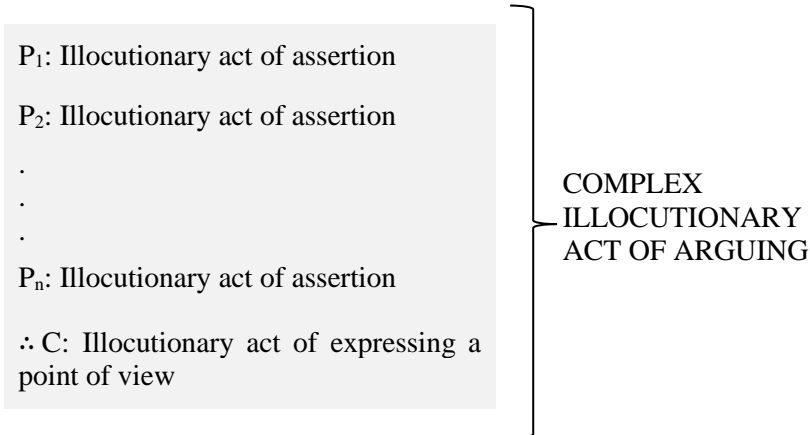 P₁: Illocutionary act of assertion
P₂: Illocutionary act of assertion
.
.
.
Pₙ: Illocutionary act of assertion
∴ C: Illocutionary act of expressing a
point of view
COMPLEX
ILLOCUTIONARY
ACT OF ARGUING